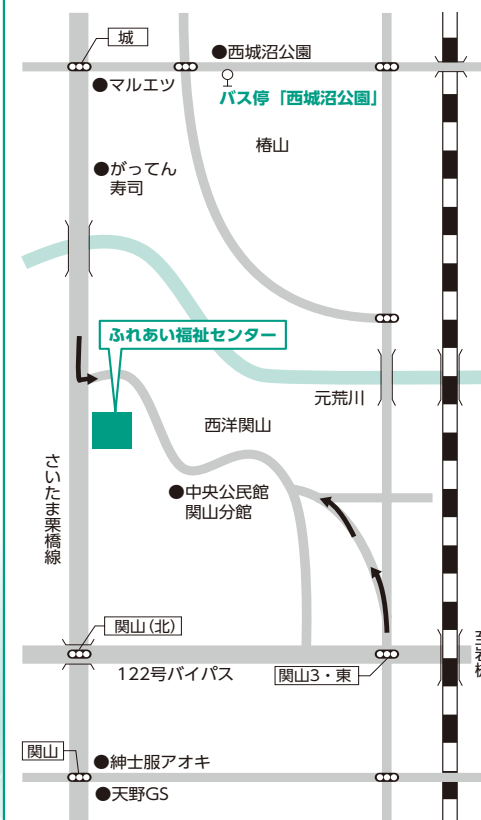 城
●西城沼公園
●マルエツ
バス停「西城沼公園」
椿山
●がってん
寿司
ふれあい福祉センター
元荒川
西洋関山
さいたま栗橋線
●中央公民館
関山分館
関山(北)
122号バイパス
関山3・東
関山
●紳士服アオキ
●天野GS